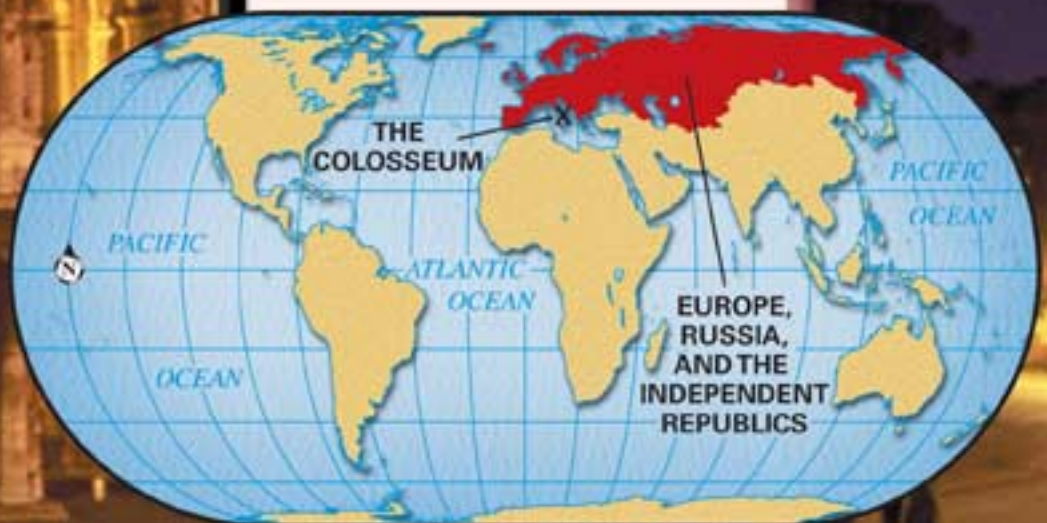 THE
COLOSSEUM
X
PACIFIC
OCEAN
PACIFIC
OCEAN
N
ATLANTIC
OCEAN
EUROPE,
RUSSIA,
AND THE
INDEPENDENT
REPUBLICS